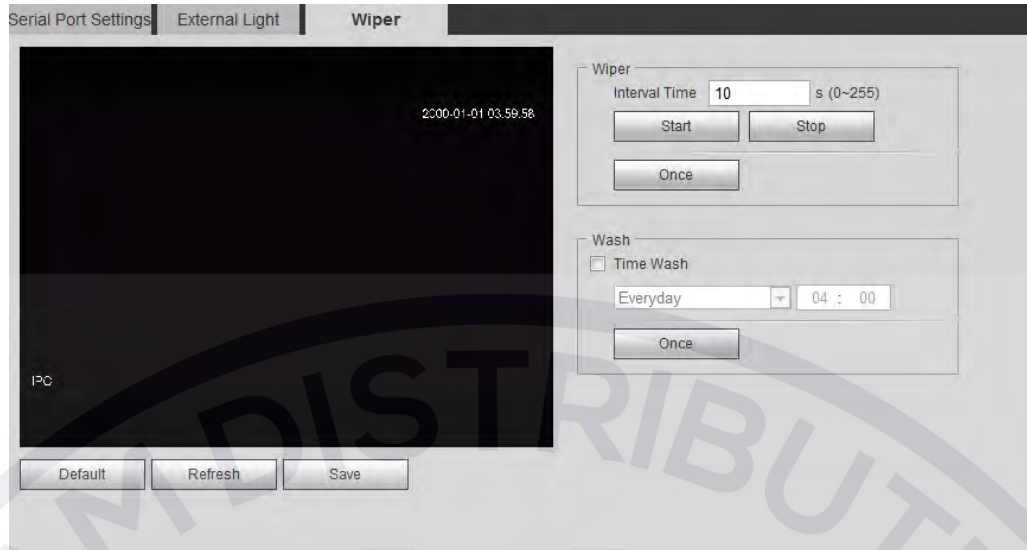 Serial Port Settings External Light Wiper
2000-01-01 03:59:58
IPC
Default Refresh Save
Wiper
Interval Time 10 s (0~255)
Start Stop
Once
Wash
Time Wash
Everyday 04 : 00
Once
M DISTRIBUTI